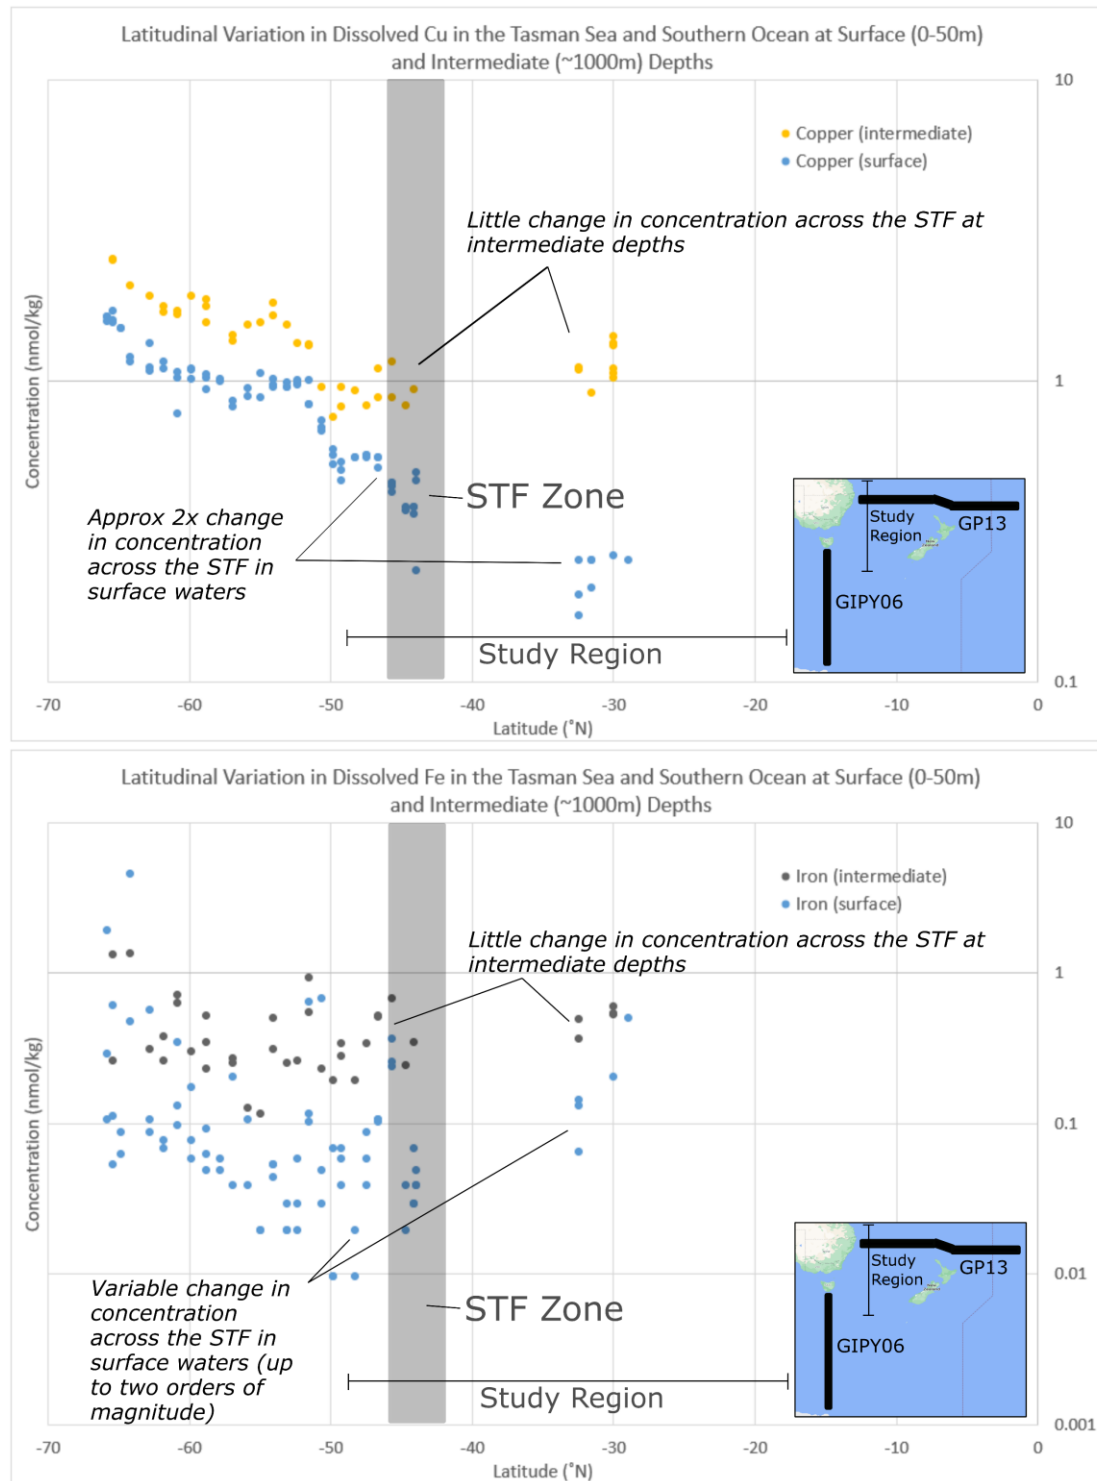 Latitudinal Variation in Dissolved Cu in the Tasman Sea and Southern Ocean at Surface (0-50m)
and Intermediate (~1000m) Depths
10
Copper (intermediate)
Copper (surface)
Little change in concentration across the STF at
intermediate depths
Concentration (nmol/kg)
1
STF Zone
Approx 2x change
in concentration
across the STF in
surface waters
Study
Region
GP13
GIPY06
Study Region
0.1
-70
-60
-50
-40
-30
-20
-10
0
Latitude (˚N)
Latitudinal Variation in Dissolved Fe in the Tasman Sea and Southern Ocean at Surface (0-50m)
and Intermediate (~1000m) Depths
10
Iron (intermediate)
Iron (surface)
Little change in concentration across the STF at
intermediate depths
1
Concentration (nmol/kg)
0.1
Study
Region
GP13
GIPY06
0.01
STF Zone
Variable change in
concentration
across the STF in
surface waters (up
to two orders of
magnitude)
Study Region
0.001
-70
-60
-50
-40
-30
-20
-10
0
Latitude (˚N)